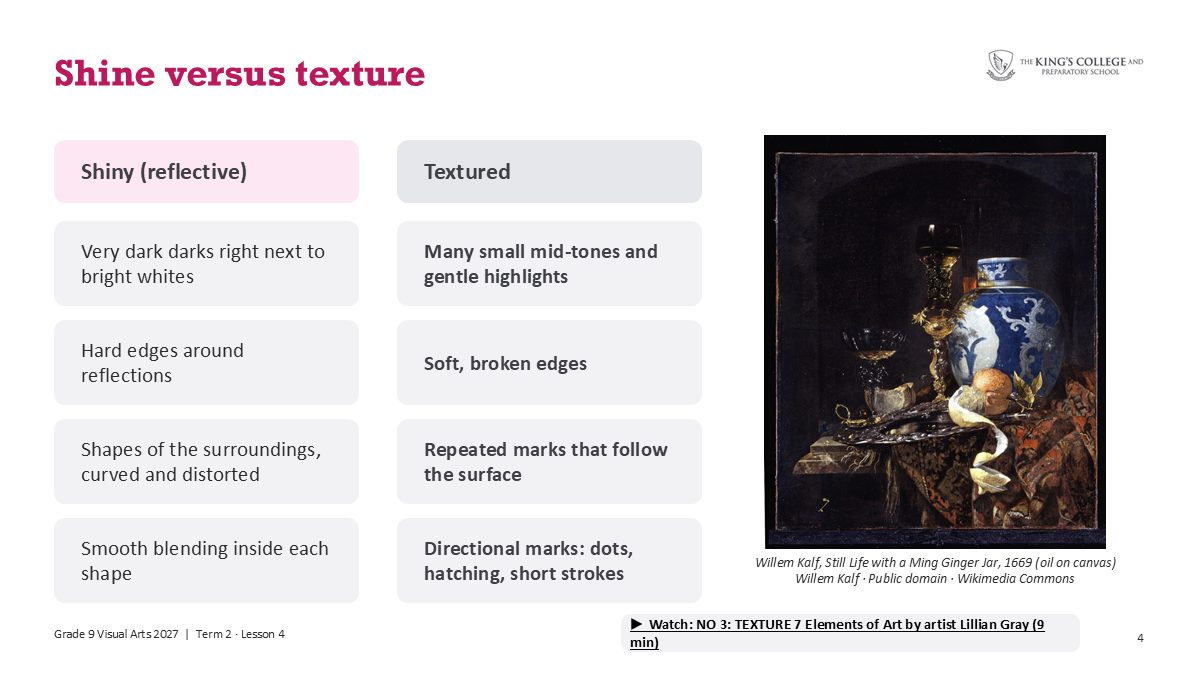 Shine versus texture
THE KING'S COLLEGE AND
PREPARATORY SCHOOL
Shiny (reflective)
Textured
Very dark darks right next to
bright whites
Many small mid-tones and
gentle highlights
Hard edges around
reflections
Soft, broken edges
Shapes of the surroundings,
curved and distorted
Repeated marks that follow
the surface
Smooth blending inside each
shape
Directional marks: dots,
hatching, short strokes
Willem Kalf, Still Life with a Ming Ginger Jar, 1669 (oil on canvas)
Willem Kalf · Public domain · Wikimedia Commons
Grade 9 Visual Arts 2027 | Term 2 · Lesson 4
▶ Watch: NO 3: TEXTURE 7 Elements of Art by artist Lillian Gray (9
min)
4